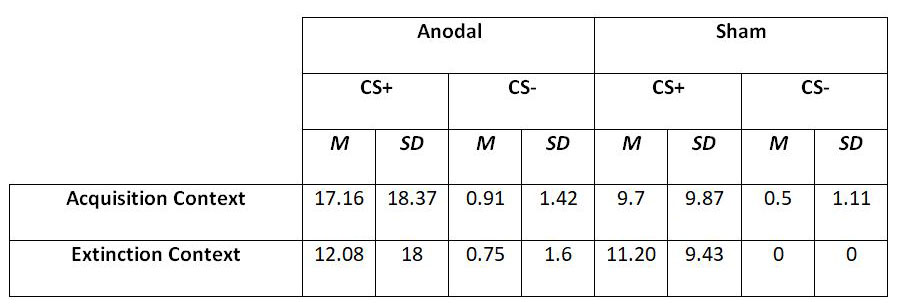 Anodal Sham
CS+ CS- CS+ CS-
M SD M SD M SD M SD
Acquisition Context 17.16 18.37 0.91 1.42 9.7 9.87 0.5 1.11
Extinction Context 12.08 18 0.75 1.6 11.20 9.43 0 0